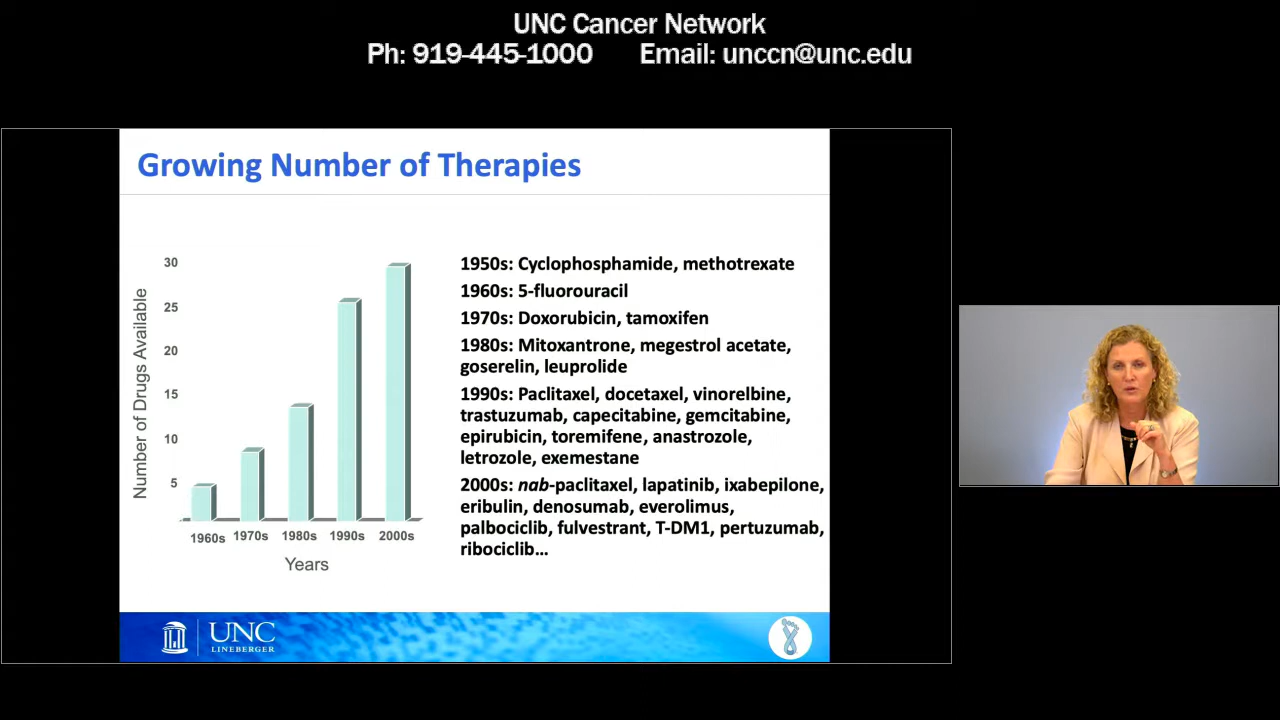 UNC Cancer Network
Ph: 919-445-1000 Email: unccn@unc.edu
Growing Number of Therapies
Number of Drugs Available
30
25
20
15
10
5
1960s 1970s 1980s 1990s 2000s
Years
1950s: Cyclophosphamide, methotrexate
1960s: 5-fluorouracil
1970s: Doxorubicin, tamoxifen
1980s: Mitoxantrone, megestrol acetate,
goserelin, leuprolide
1990s: Paclitaxel, docetaxel, vinorelbine,
trastuzumab, capecitabine, gemcitabine,
epirubicin, toremifene, anastrozole,
letrozole, exemestane
2000s: nab-paclitaxel, lapatinib, ixabepilone,
eribulin, denosumab, everolimus,
palbociclib, fulvestrant, T-DM1, pertuzumab,
ribociclib...
UNC
LINEBERGER